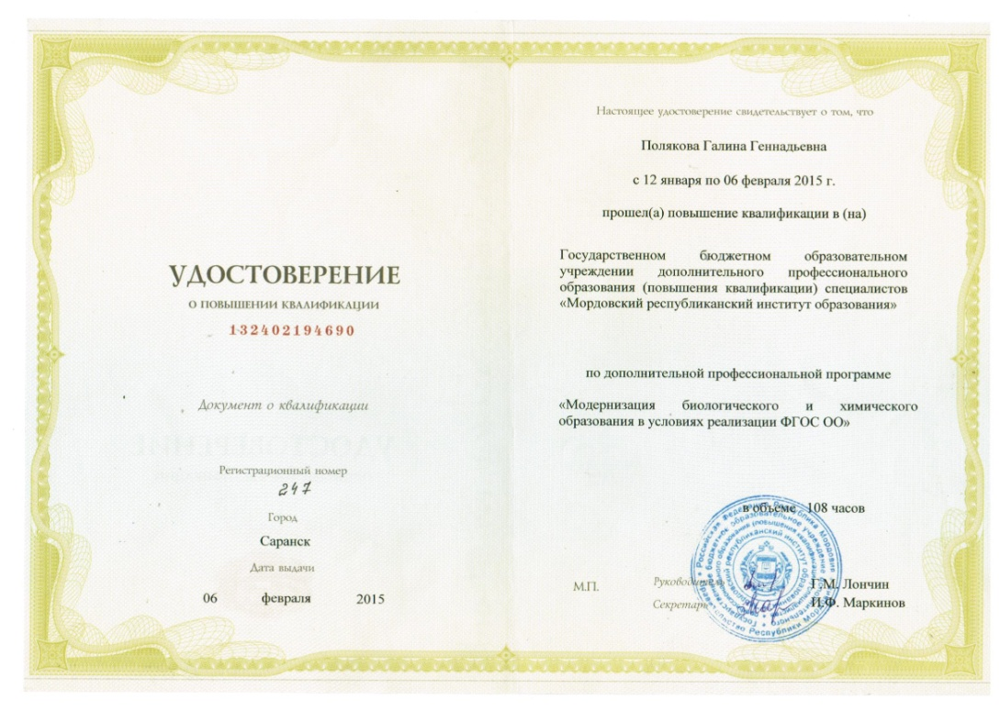 УДОСТОВЕРЕНИЕ
О ПОВЫШЕНИИ КВАЛИФИКАЦИИ
132402194690
Документ о квалификации
Регистрационный номер
247
Город
Саранск
Дата выдачи
06 февраля 2015
Настоящее удостоверение свидетельствует о том, что
Полякова Галина Геннадьевна
с 12 января по 06 февраля 2015 г.
прошел(а) повышение квалификации в (на)
Государственном бюджетном образовательном
учреждении дополнительного профессионального
образования (повышения квалификации) специалистов
«Мордовский республиканский институт образования»
по дополнительной профессиональной программе
«Модернизация биологического и химического
образования в условиях реализации ФГОС ОО»
в объеме 108 часов
М.П. Руководитель Г.М. Лончин
Секретарь И.Ф. Маркинов